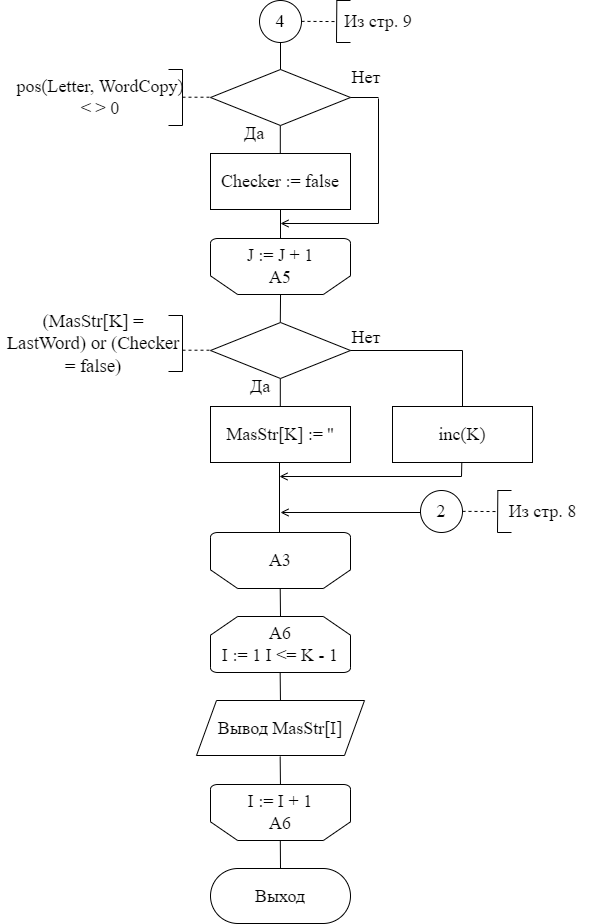 4
Из стр. 9
pos(Letter, WordCopy)
< > 0
Нет
Да
Checker := false
J := J + 1
A5
(MasStr[K] =
LastWord) or (Checker
= false)
Нет
Да
MasStr[K] := ''
inc(K)
2
Из стр. 8
A3
A6
I := 1 I <= K - 1
Вывод MasStr[I]
I := I + 1
A6
Выход